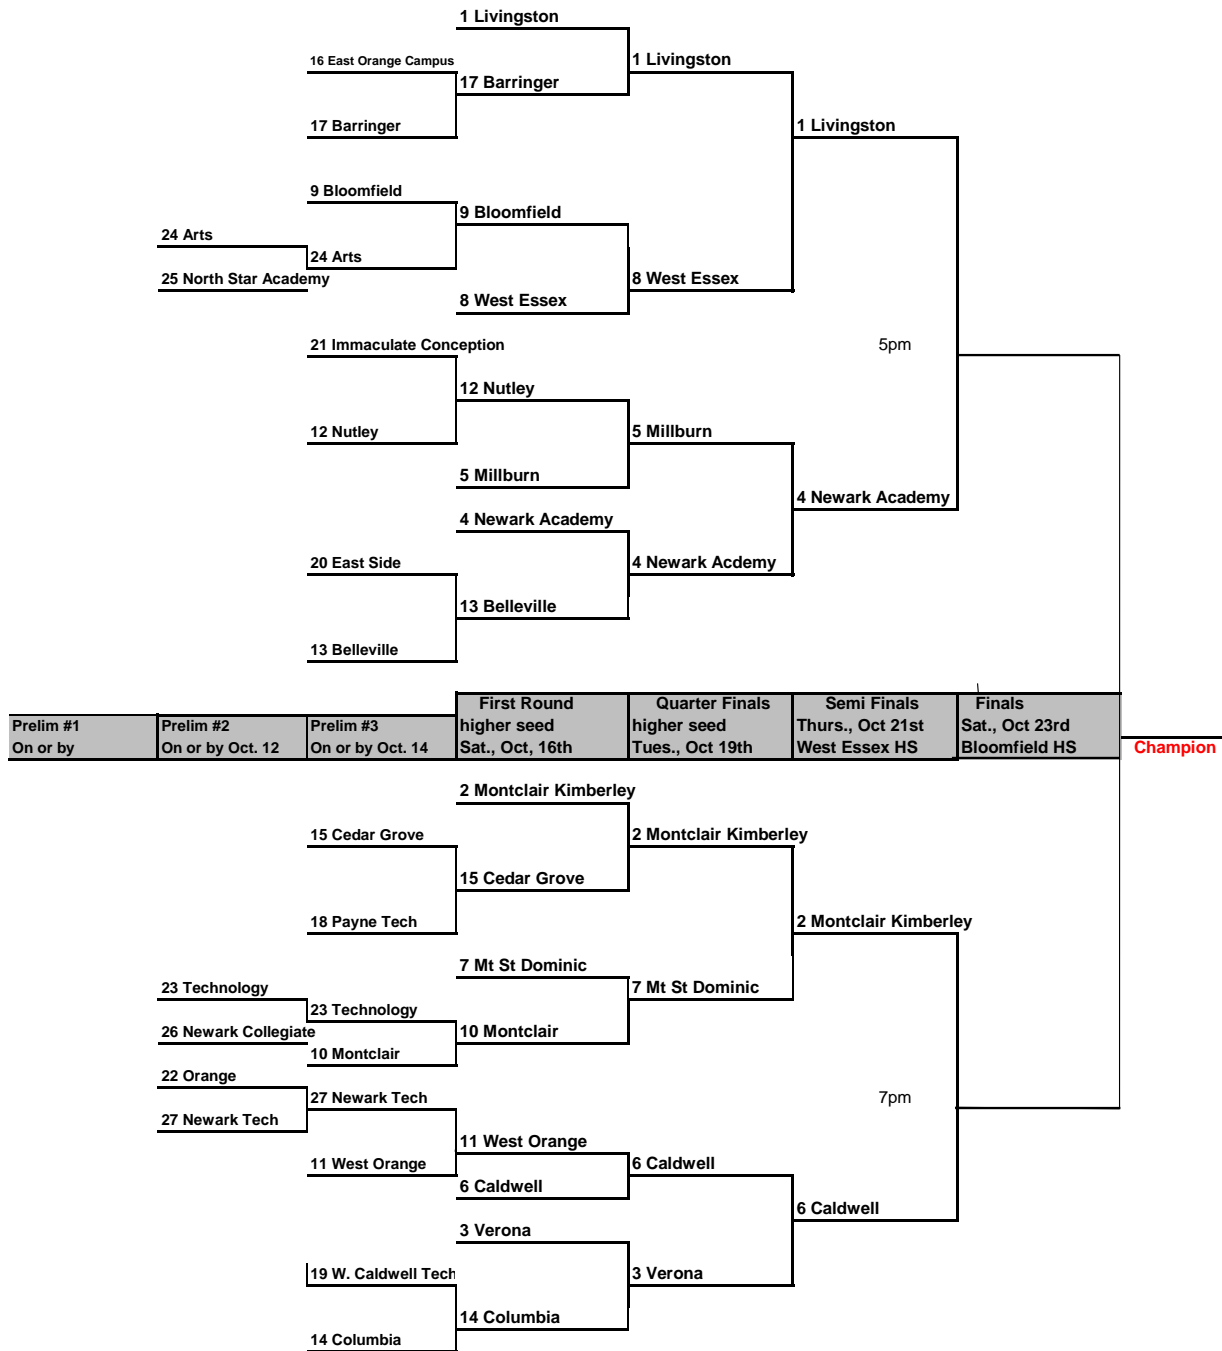 1 Livingston
16 East Orange Campus
1 Livingston
17 Barringer
17 Barringer
1 Livingston
9 Bloomfield
9 Bloomfield
24 Arts
24 Arts
25 North Star Academy
8 West Essex
8 West Essex
21 Immaculate Conception
5pm
12 Nutley
12 Nutley
5 Millburn
5 Millburn
4 Newark Academy
4 Newark Academy
20 East Side
4 Newark Acdemy
13 Belleville
13 Belleville
First Round
Quarter Finals
Semi Finals
Finals
Prelim #1
Prelim #2
Prelim #3
higher seed
higher seed
Thurs., Oct 21st
Sat., Oct 23rd
On or by
On or by Oct. 12
On or by Oct. 14
Sat., Oct, 16th
Tues., Oct 19th
West Essex HS
Bloomfield HS
Champion
2 Montclair Kimberley
15 Cedar Grove
2 Montclair Kimberley
15 Cedar Grove
18 Payne Tech
2 Montclair Kimberley
7 Mt St Dominic
23 Technology
7 Mt St Dominic
23 Technology
26 Newark Collegiate
10 Montclair
10 Montclair
22 Orange
27 Newark Tech
7pm
27 Newark Tech
11 West Orange
11 West Orange
6 Caldwell
6 Caldwell
6 Caldwell
3 Verona
19 W. Caldwell Tech
3 Verona
14 Columbia
14 Columbia